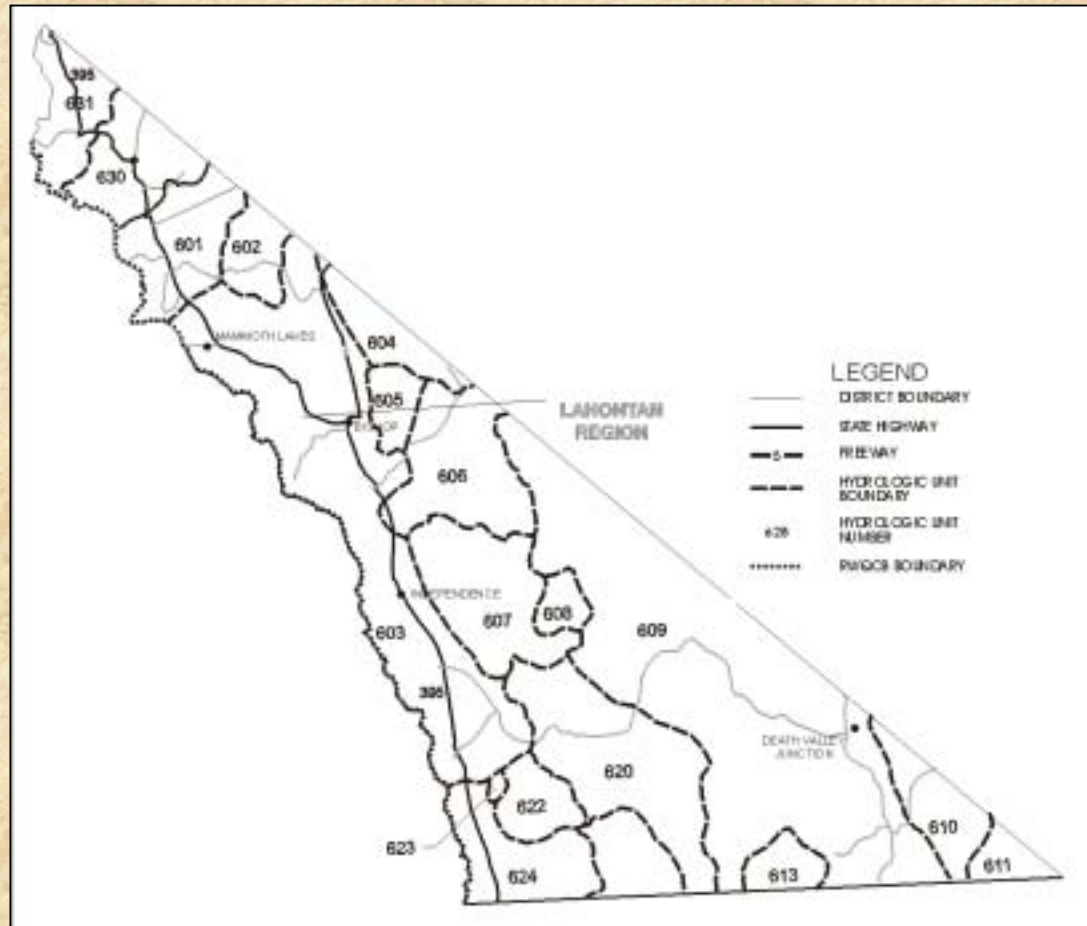 395
631
630
601
602
MAMMOTH LAKES
604
605
BISHOP
LAHONTAN
REGION
606
INDEPENDENCE
607
608
603
609
395
DEATH VALLEY
JUNCTION
620
622
623
624
613
610
611
LEGEND
DISTRICT BOUNDARY
STATE HIGHWAY
5
FREEWAY
HYDROLOGIC UNIT
BOUNDARY
628
HYDROLOGIC UNIT
NUMBER
RWQCB BOUNDARY